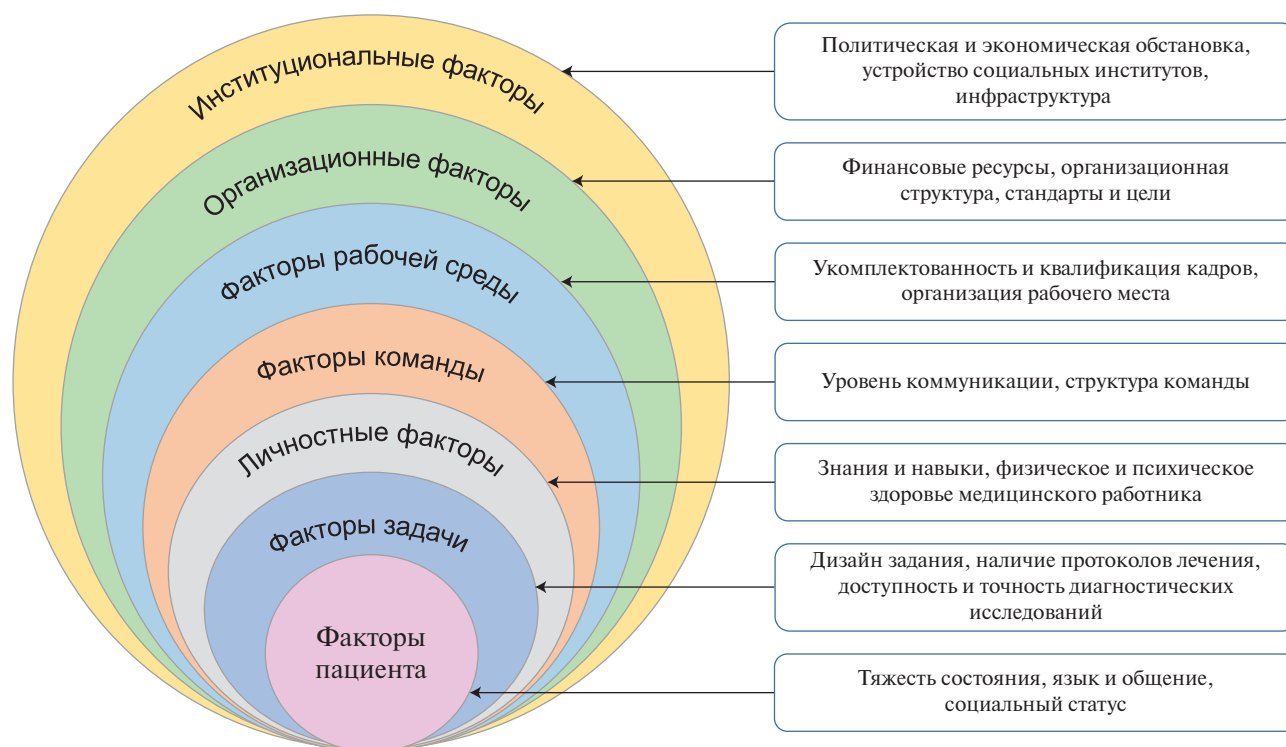 Институциональные факторы
Политическая и экономическая обстановка,
устройство социальных институтов,
инфраструктура
Организационные факторы
Финансовые ресурсы, организационная
структура, стандарты и цели
Факторы рабочей среды
Укомплектованность и квалификация кадров,
организация рабочего места
Факторы команды
Уровень коммуникации, структура команды
Личностные факторы
Знания и навыки, физическое и психическое
здоровье медицинского работника
Факторы задачи
Дизайн задания, наличие протоколов лечения,
доступность и точность диагностических
исследований
Факторы
пациента
Тяжесть состояния, язык и общение,
социальный статус